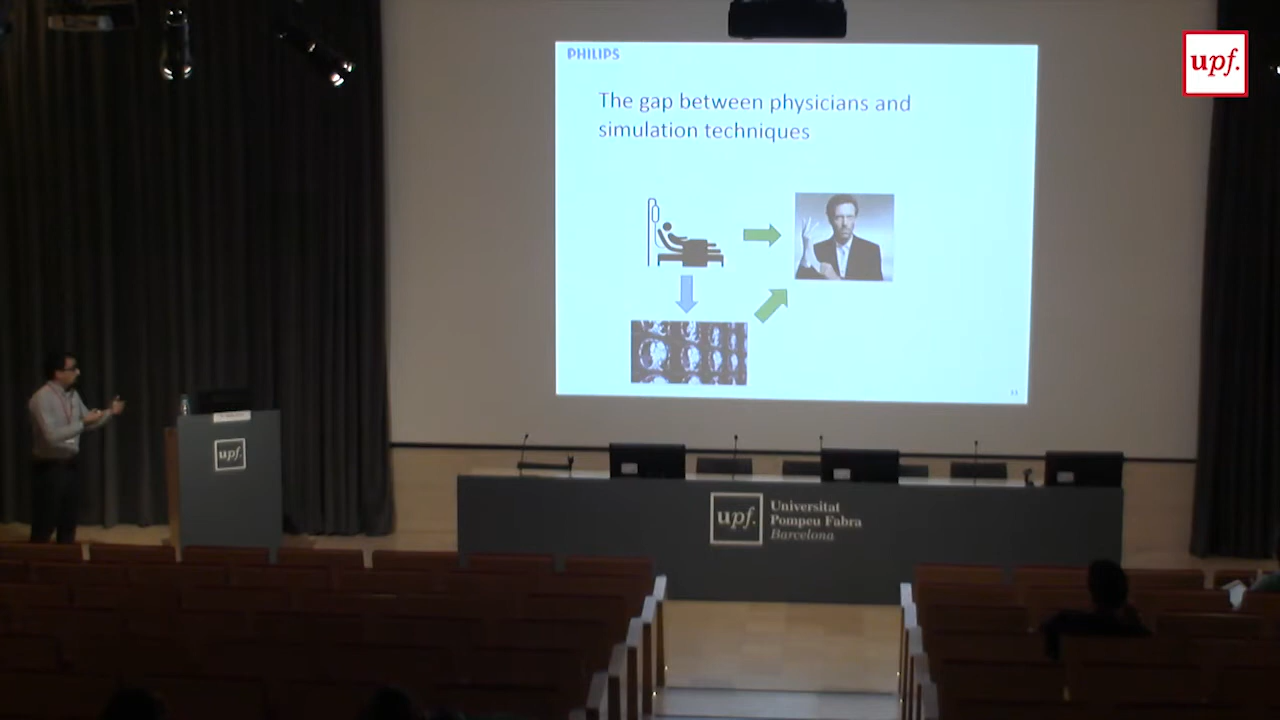 PHILIPS
The gap between physicians and
simulation techniques
upf.
upf.
upf.
Universitat
Pompeu Fabra
Barcelona